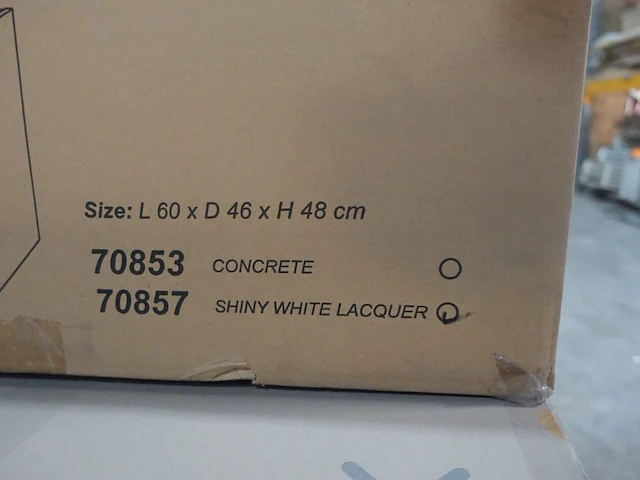 Size: L 60 x D 46 x H 48 cm
70853 CONCRETE
70857 SHINY WHITE LACQUER